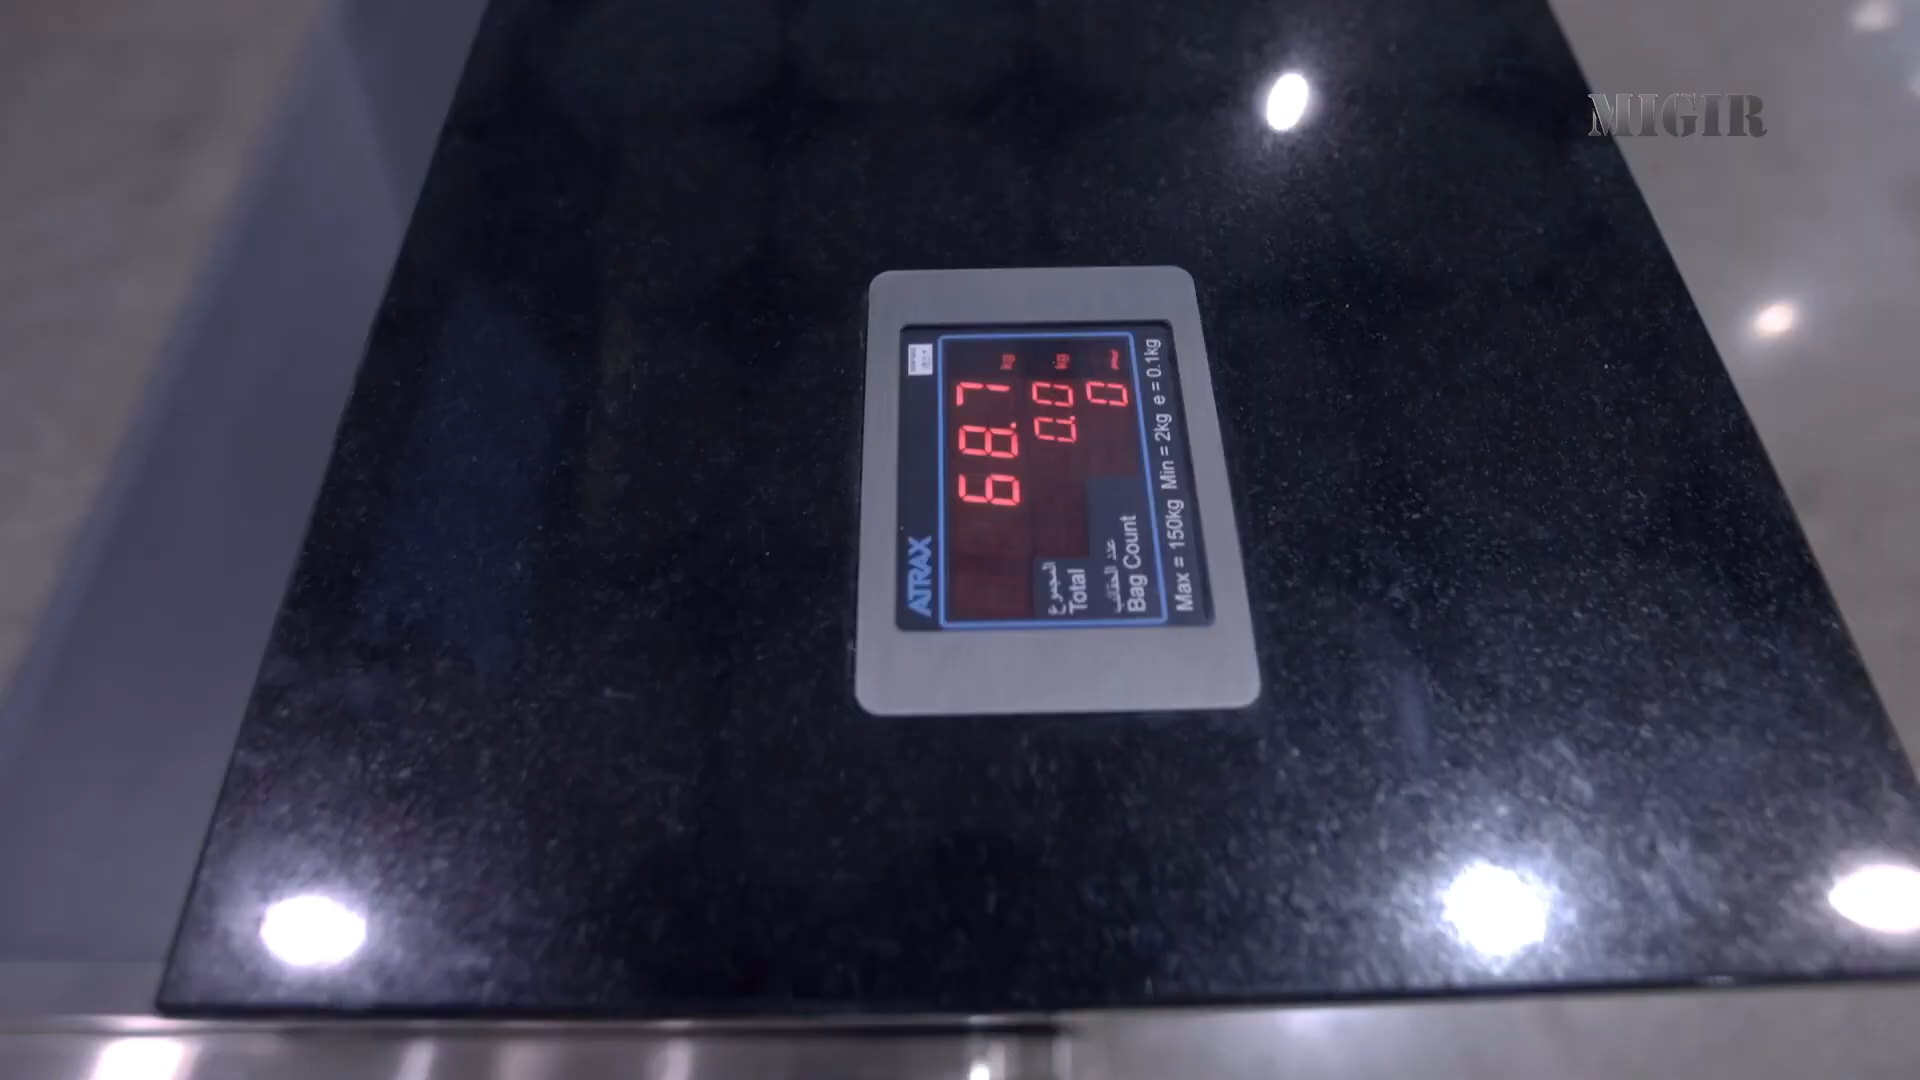 MIGIR
ATRAX
68.7 kg
0.0 kg
المجموع
Total
0
عدد الحقائب
Bag Count
Max = 150kg Min = 2kg e = 0.1kg